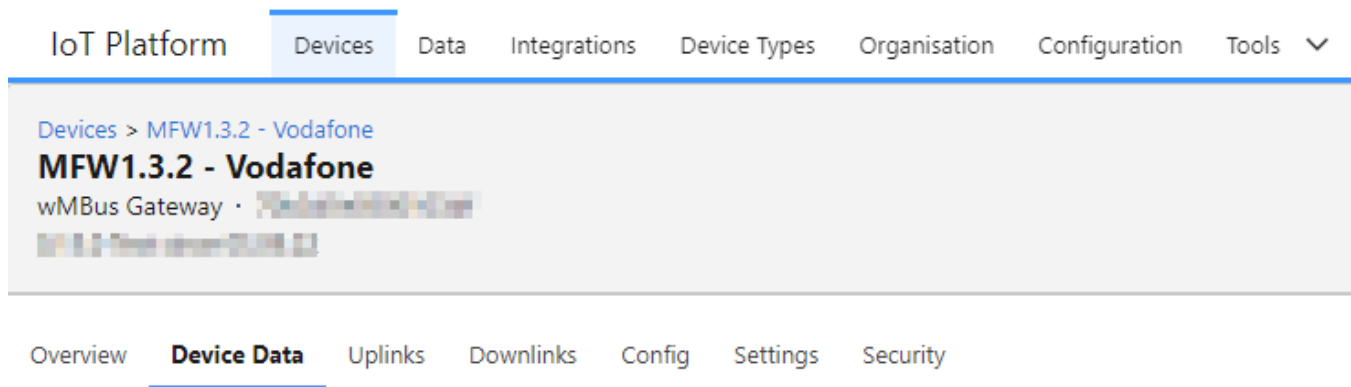 IoT Platform Devices Data Integrations Device Types Organisation Configuration Tools
Devices > MFW1.3.2 - Vodafone
MFW1.3.2 - Vodafone
wMBus Gateway ·
Overview Device Data Uplinks Downlinks Config Settings Security